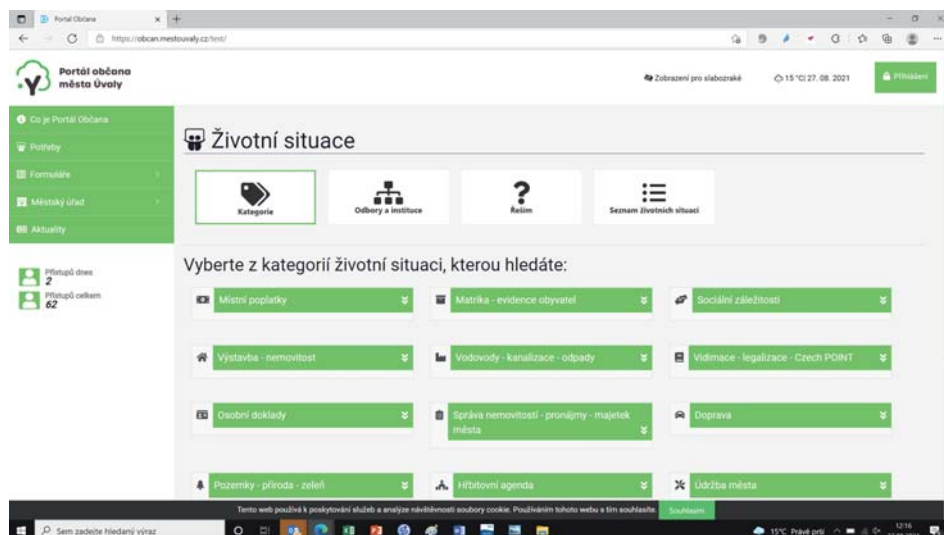 Portál Občana
https://obcan.mestouvaly.cz/test/
Portál občana
města Úvaly
Zobrazení pro slabozraké
15 °C| 27. 08. 2021
Přihlášení
Co je Portál Občana
Potřeby
Formuláře
Městský úřad
Aktuality
Přístupů dnes
2
Přístupů celkem
62
Životní situace
Kategorie
Odbory a instituce
Řeším
Seznam životních situací
Vyberte z kategorií životní situaci, kterou hledáte:
Místní poplatky
Matrika - evidence obyvatel
Sociální záležitosti
Výstavba - nemovitost
Vodovody - kanalizace - odpady
Vidimace - legalizace - Czech POINT
Osobní doklady
Správa nemovitostí - pronájmy - majetek
města
Doprava
Pozemky - příroda - zeleň
Hřbitovní agenda
Údržba města
Tento web používá k poskytování služeb a analýze návštěvnosti soubory cookie. Používáním tohoto webu s tím souhlasíte.
Souhlasím
Sem zadejte hledaný výraz
15°C Právě prší
12:16